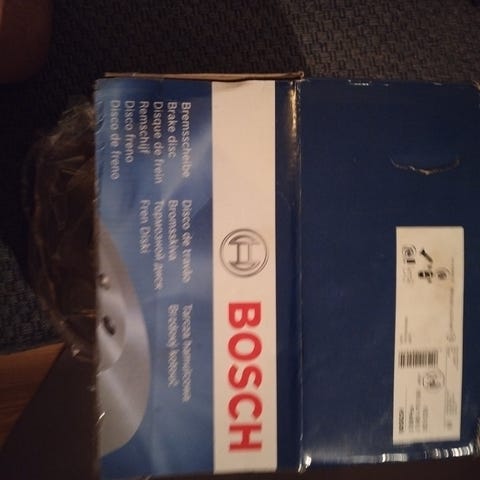 BOSCH
Bremsscheibe
Brake disc
Disque de frein
Remschijf
Disco freno
Disco de freno
Disco de travão
Bromsskiva
Тормозной диск
Fren Diski
Tarcza hamulcowa
Brzdový kotouč